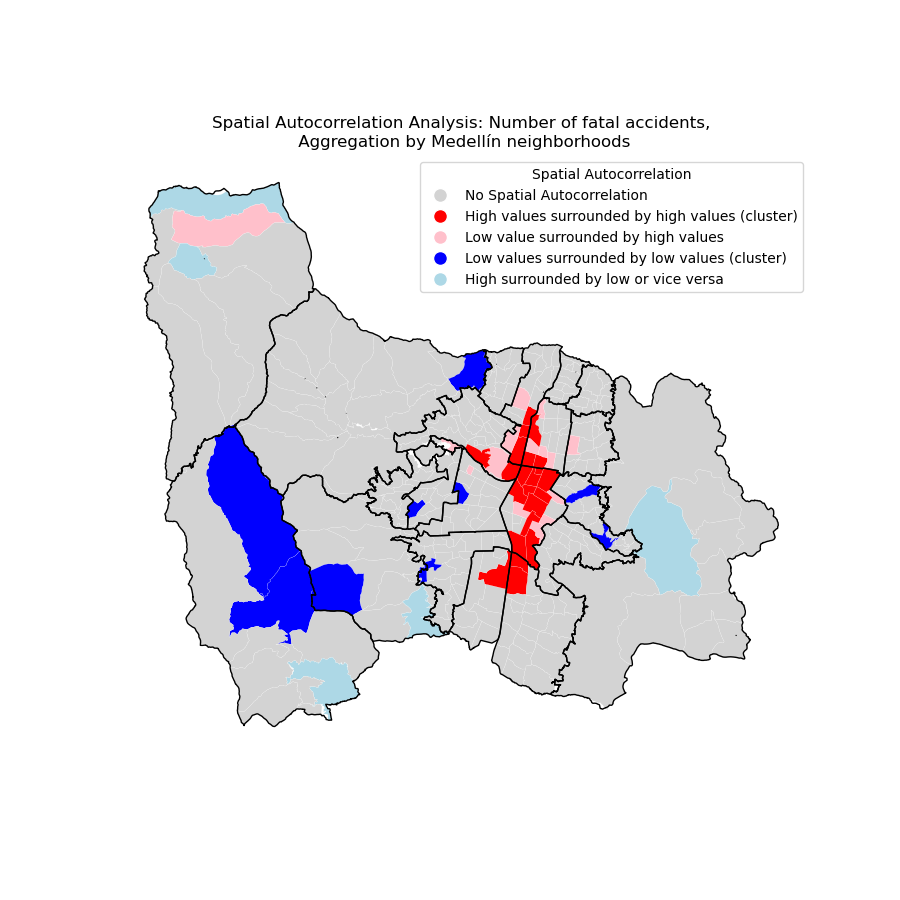 Spatial Autocorrelation Analysis: Number of fatal accidents,
Aggregation by Medellín neighborhoods
Spatial Autocorrelation
No Spatial Autocorrelation
High values surrounded by high values (cluster)
Low value surrounded by high values
Low values surrounded by low values (cluster)
High surrounded by low or vice versa